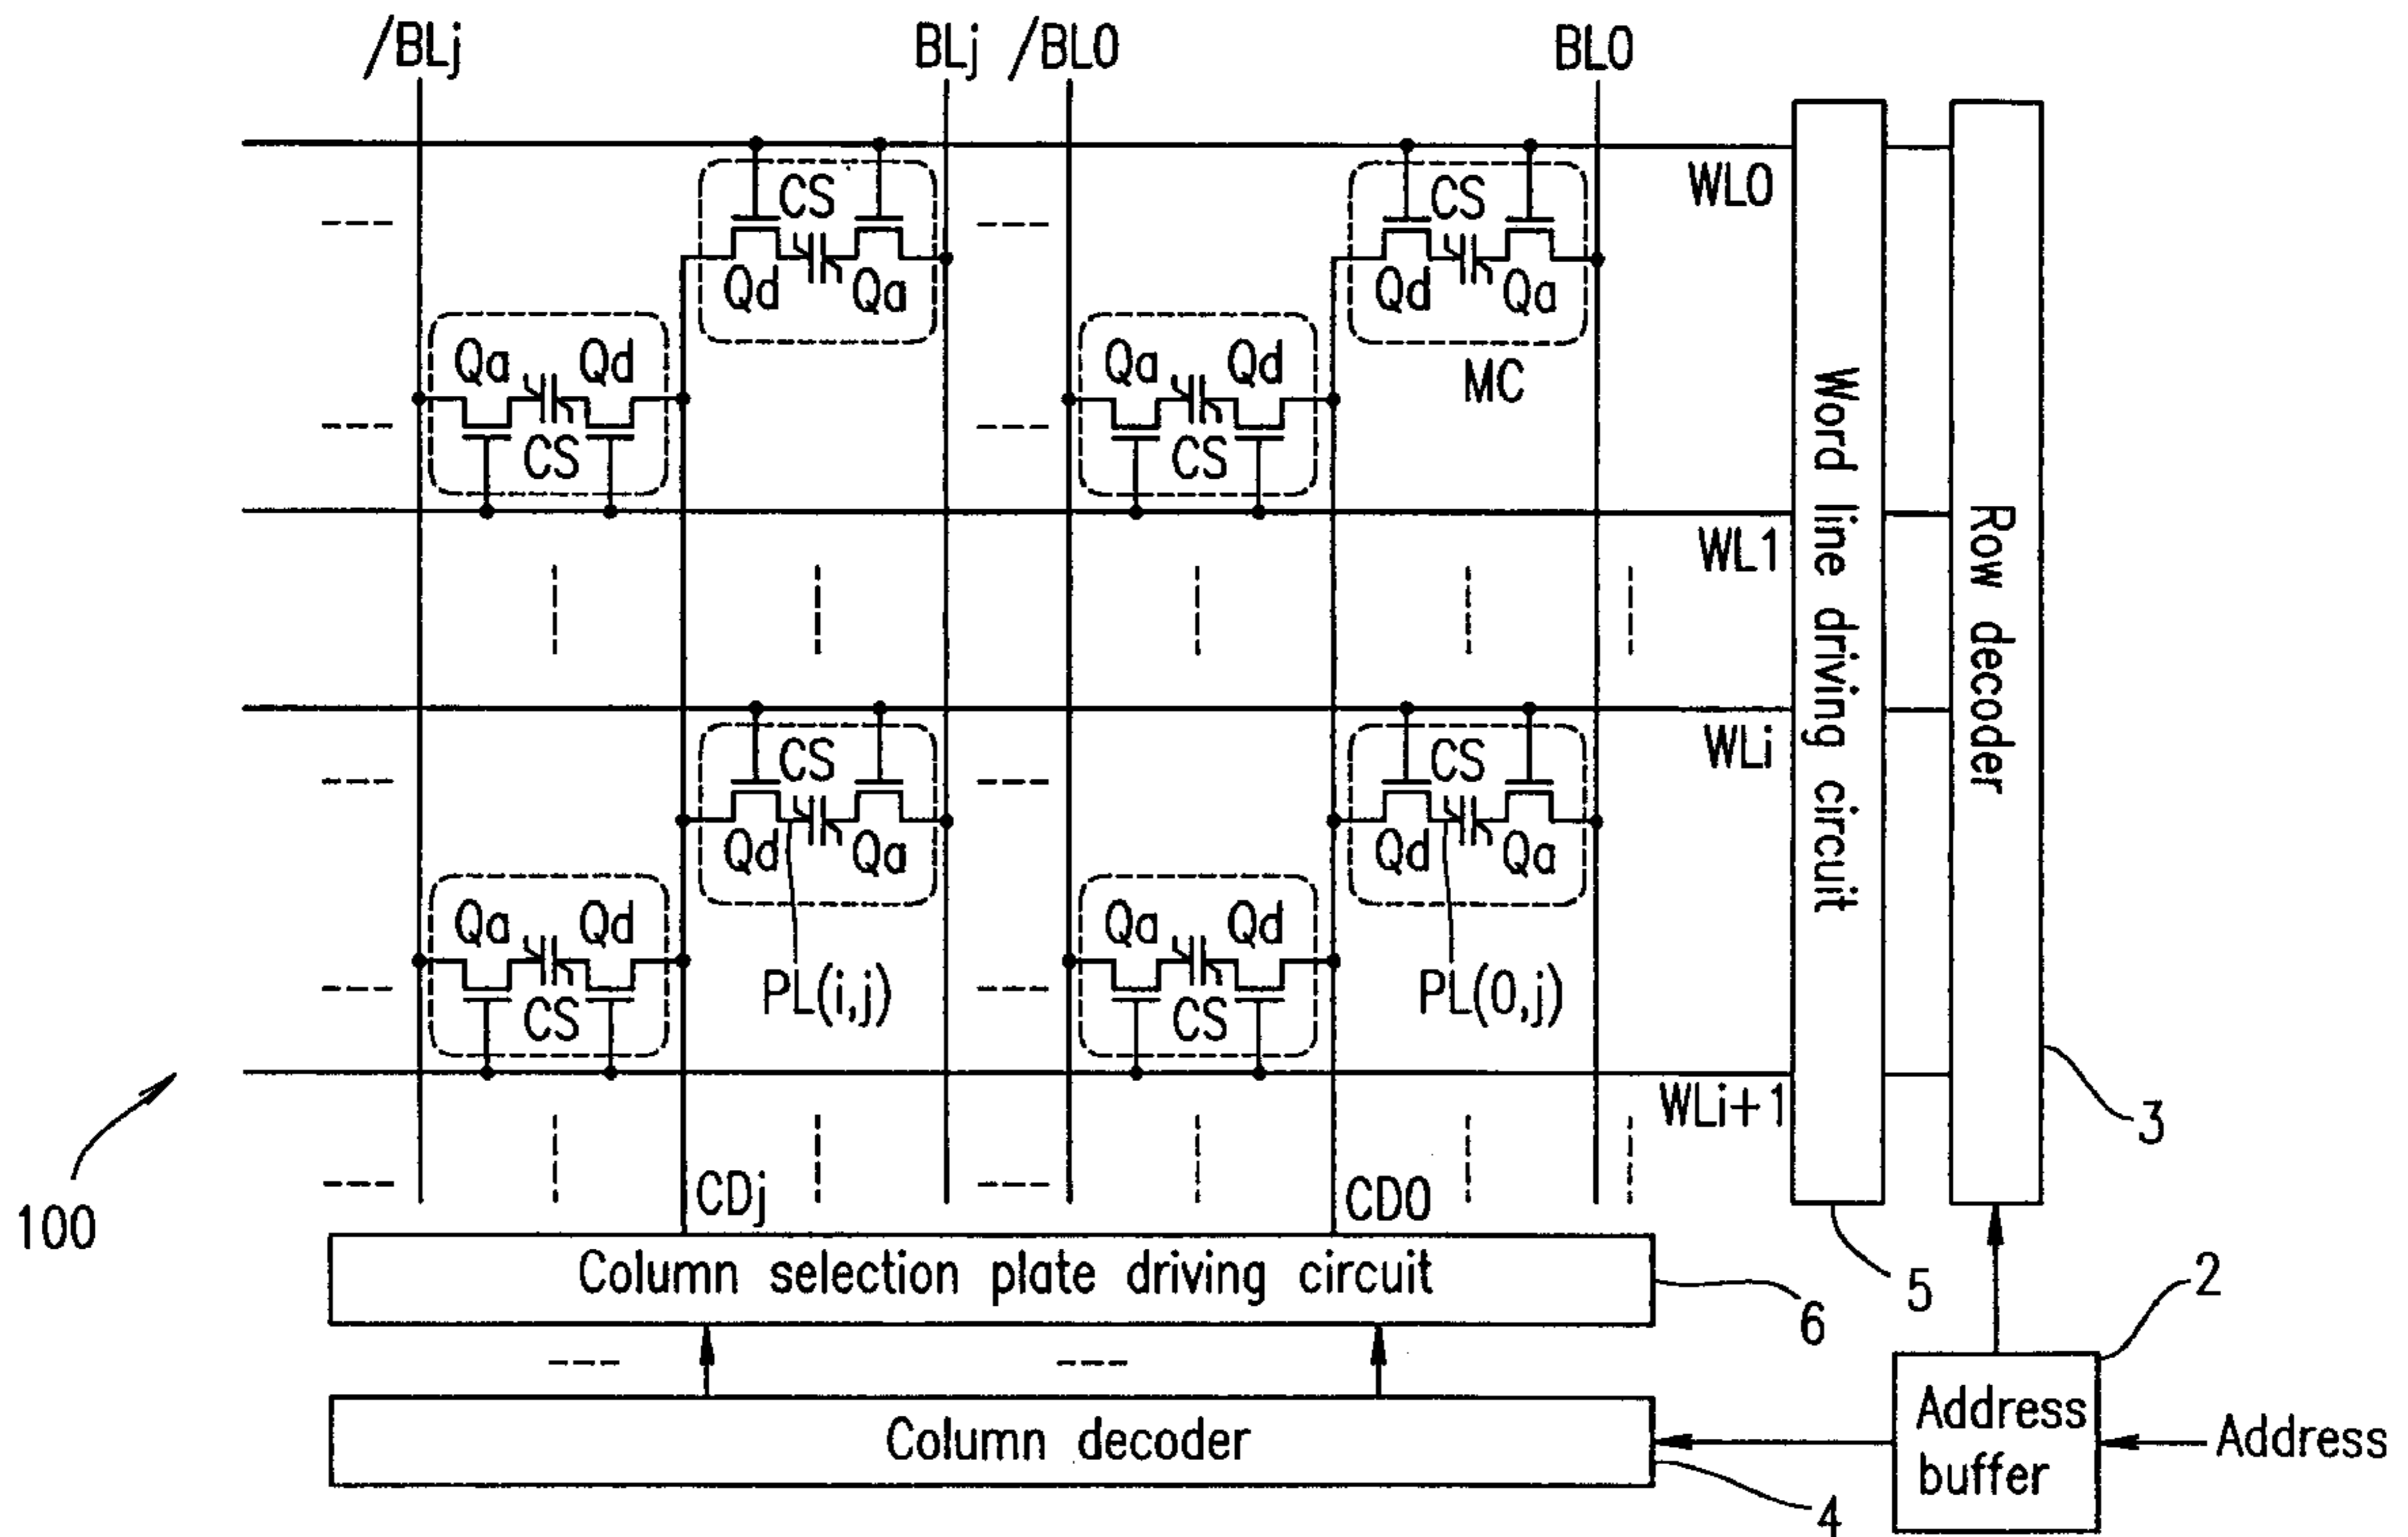 /BLj BLj /BL0 BL0
CS CS WL0
Qd Qa Qd Qa
Qa Qd Qa Qd MC
CS CS
WL1
CS CS WLi
Qd Qa Qd Qa
Qa Qd Qa Qd
CS PL(i,j) CS PL(0,j)
WLi+1
Word line driving circuit
Row decoder
3
100
CDj CD0
Column selection plate driving circuit
6
5
2
Column decoder
4
Address
buffer
Address